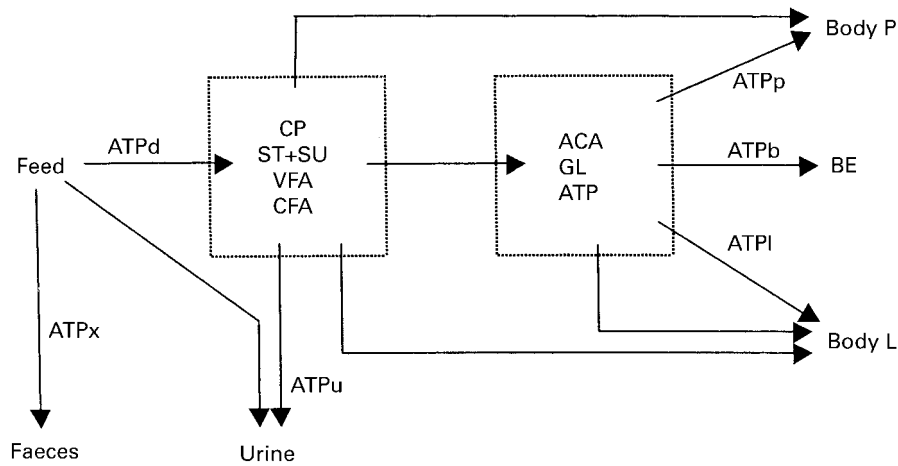 Body P
ATPp
CP
ST+SU
VFA
CFA
ACA
GL
ATP
ATPd
Feed
ATPb
BE
ATPl
ATPx
Body L
ATPu
Faeces
Urine